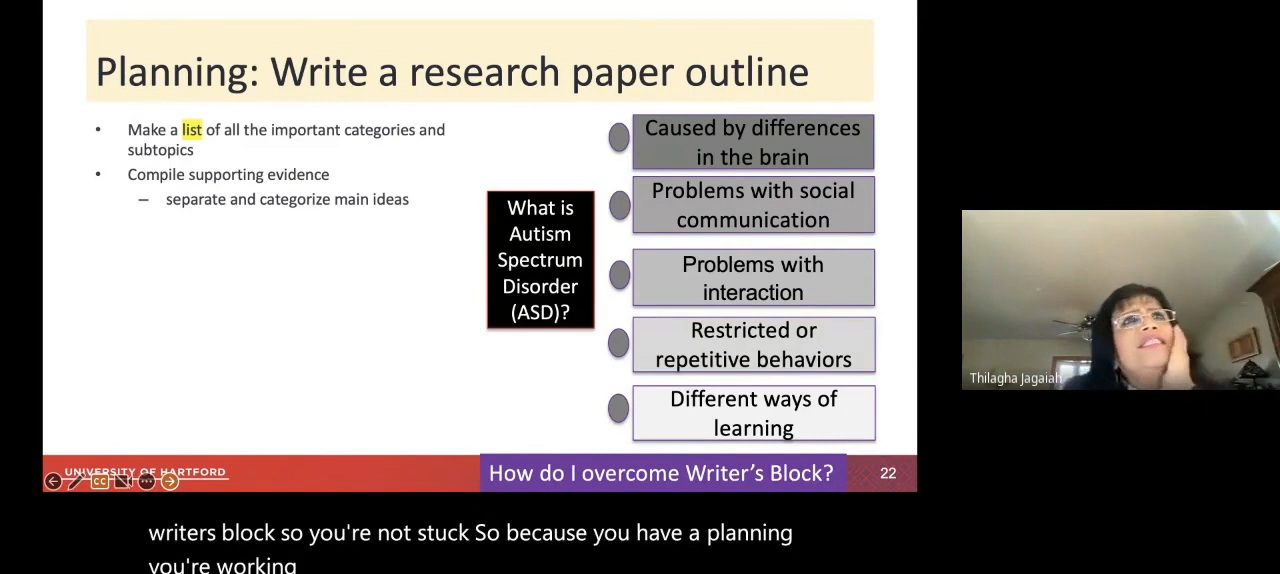 Planning: Write a research paper outline
• Make a list of all the important categories and
subtopics
• Compile supporting evidence
– separate and categorize main ideas
What is
Autism
Spectrum
Disorder
(ASD)?
Caused by differences
in the brain
Problems with social
communication
Problems with
interaction
Restricted or
repetitive behaviors
Different ways of
learning
Thilagha Jagaiah
UNIVERSITY OF HARTFORD
CC
How do I overcome Writer's Block?
22
writers block so you're not stuck So because you have a planning
you're working